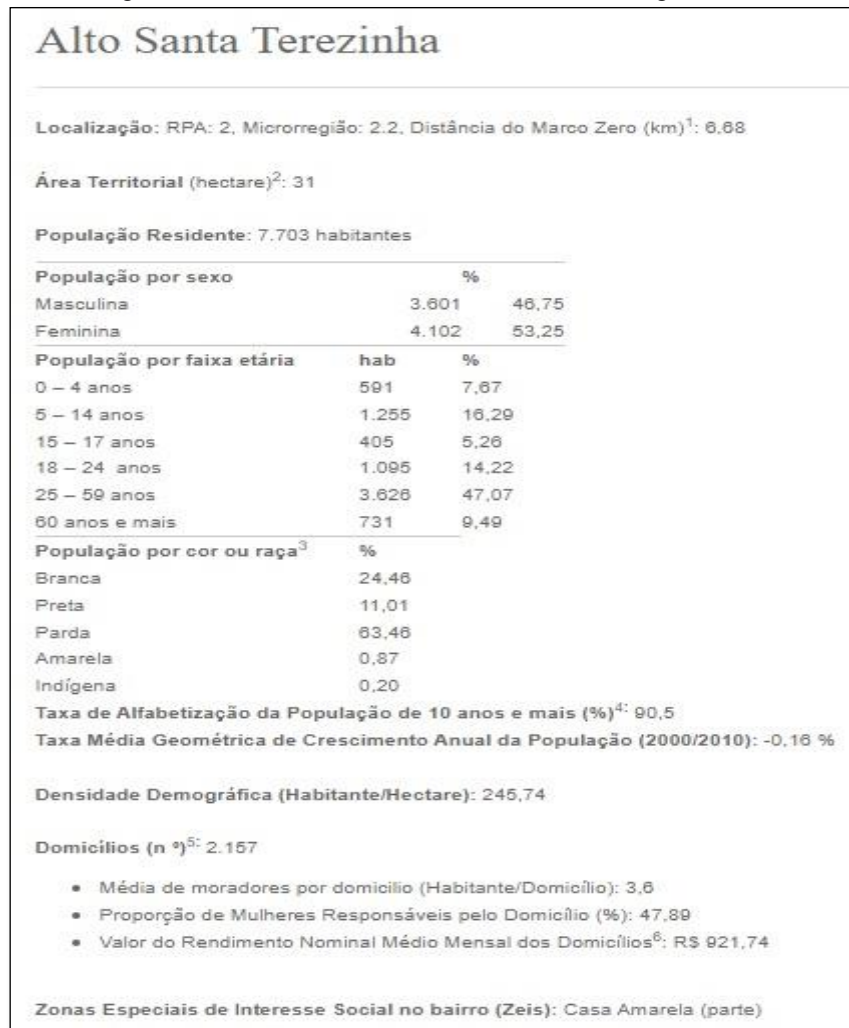 Alto Santa Terezinha
Localização: RPA: 2, Microrregião: 2.2, Distância do Marco Zero (km)1: 6,68
Área Territorial (hectare)2: 31
População Residente: 7.703 habitantes
População por sexo %
Masculina 3.601 46,75
Feminina 4.102 53,25
População por faixa etária hab %
0 – 4 anos 591 7,67
5 – 14 anos 1.255 16,29
15 – 17 anos 405 5,26
18 – 24 anos 1.095 14,22
25 – 59 anos 3.626 47,07
60 anos e mais 731 9,49
População por cor ou raça3 %
Branca 24,46
Preta 11,01
Parda 63,46
Amarela 0,87
Indígena 0,20
Taxa de Alfabetização da População de 10 anos e mais (%)4: 90,5
Taxa Média Geométrica de Crescimento Anual da População (2000/2010): -0,16 %
Densidade Demográfica (Habitante/Hectare): 245,74
Domicílios (n º)5: 2.157
• Média de moradores por domicilio (Habitante/Domicílio): 3,6
• Proporção de Mulheres Responsáveis pelo Domicílio (%): 47,89
• Valor do Rendimento Nominal Médio Mensal dos Domicílios6: R$ 921,74
Zonas Especiais de Interesse Social no bairro (Zeis): Casa Amarela (parte)